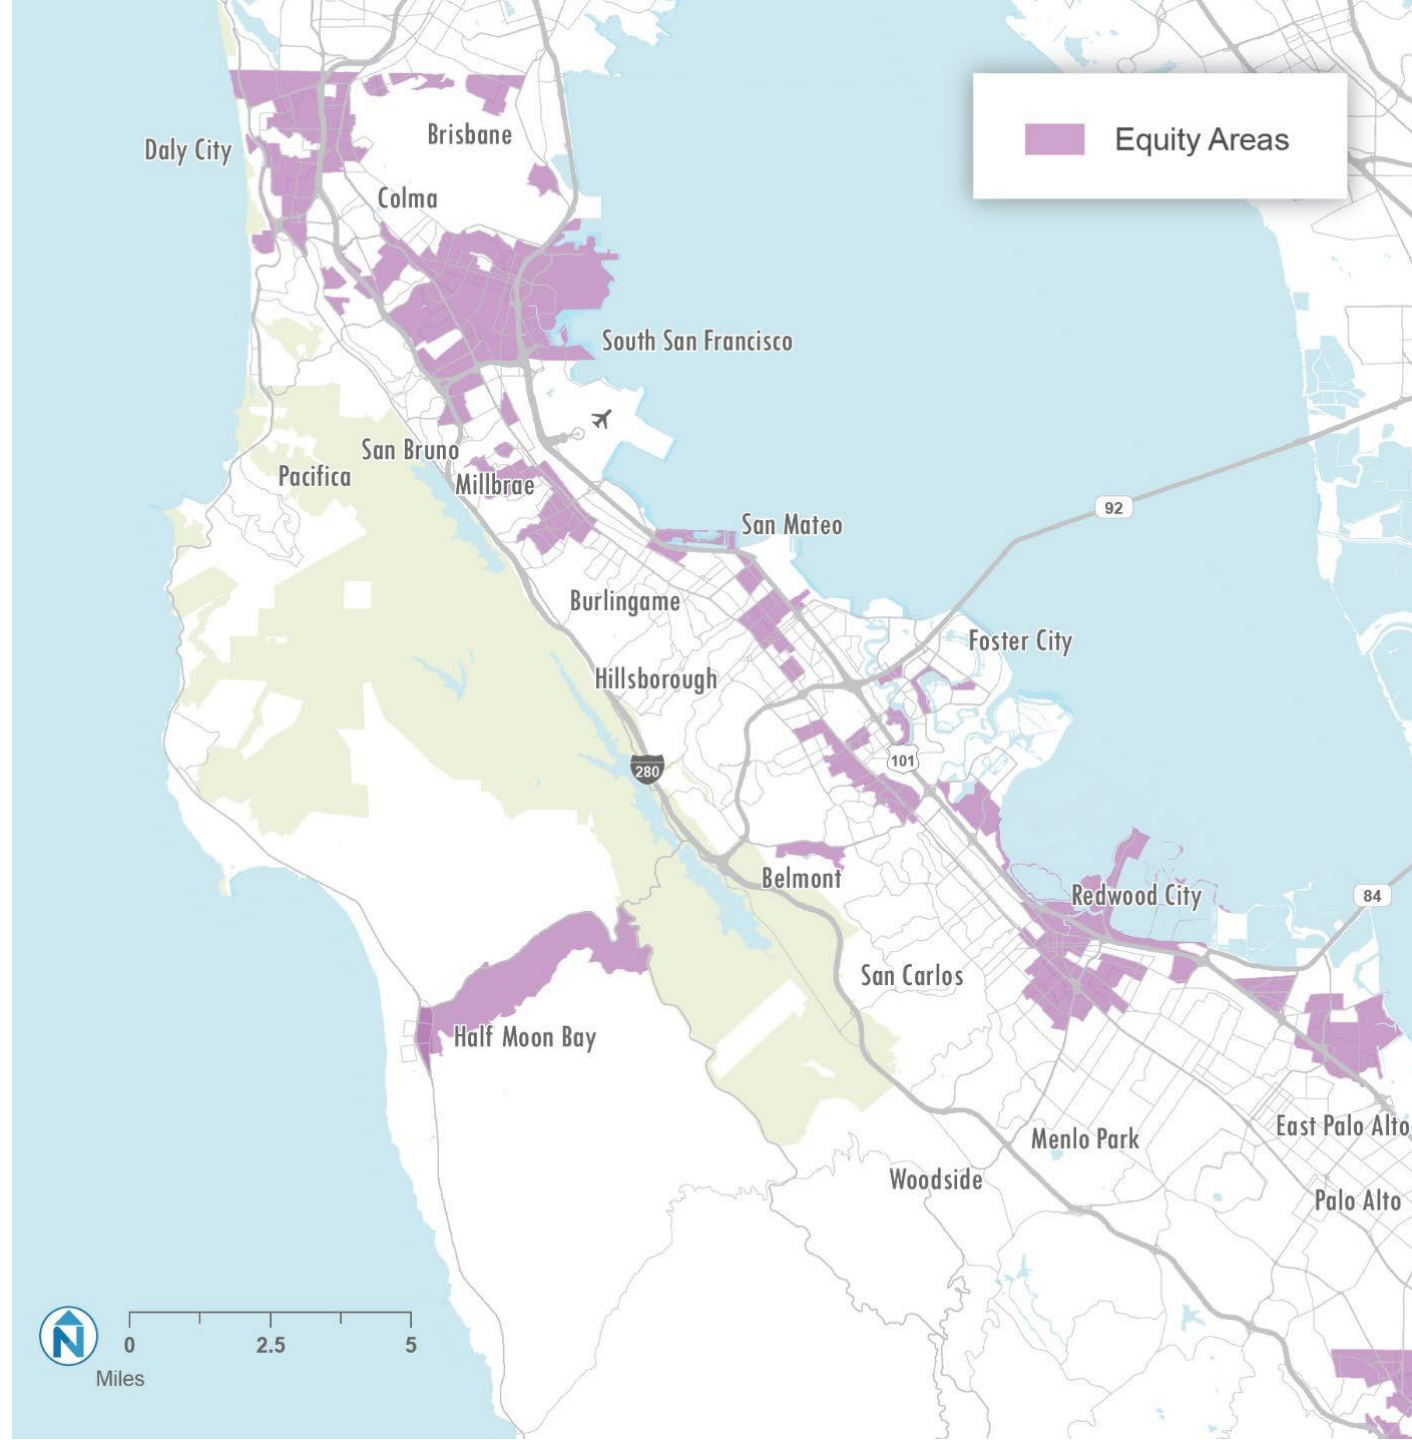 Equity Areas
Brisbane
Daly City
Colma
South San Francisco
San Bruno
Pacifica
Millbrae
92
San Mateo
Burlingame
Foster City
Hillsborough
101
280
Belmont
Redwood City
84
San Carlos
Half Moon Bay
East Palo Alto
Menlo Park
Woodside
Palo Alto
N
0 2.5 5
Miles